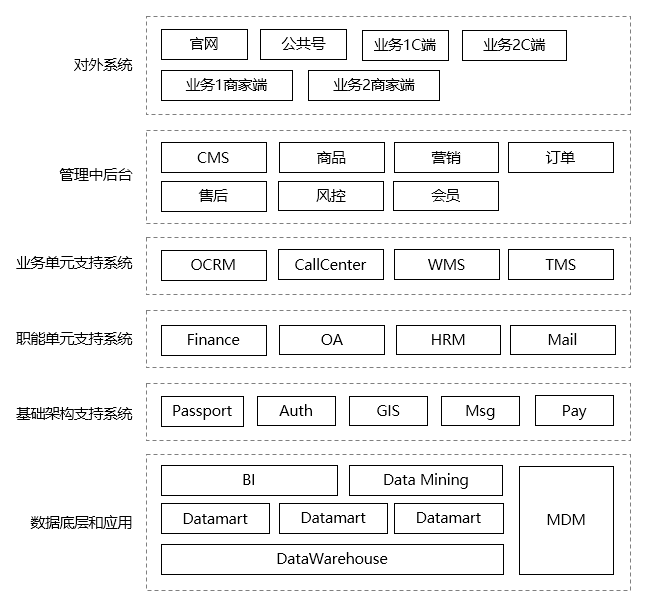 对外系统
官网 公共号 业务1C端 业务2C端
业务1商家端 业务2商家端
管理中后台
CMS 商品 营销 订单
售后 风控 会员
业务单元支持系统
OCRM CallCenter WMS TMS
职能单元支持系统
Finance OA HRM Mail
基础架构支持系统
Passport Auth GIS Msg Pay
数据底层和应用
BI Data Mining
Datamart Datamart Datamart
MDM
DataWarehouse